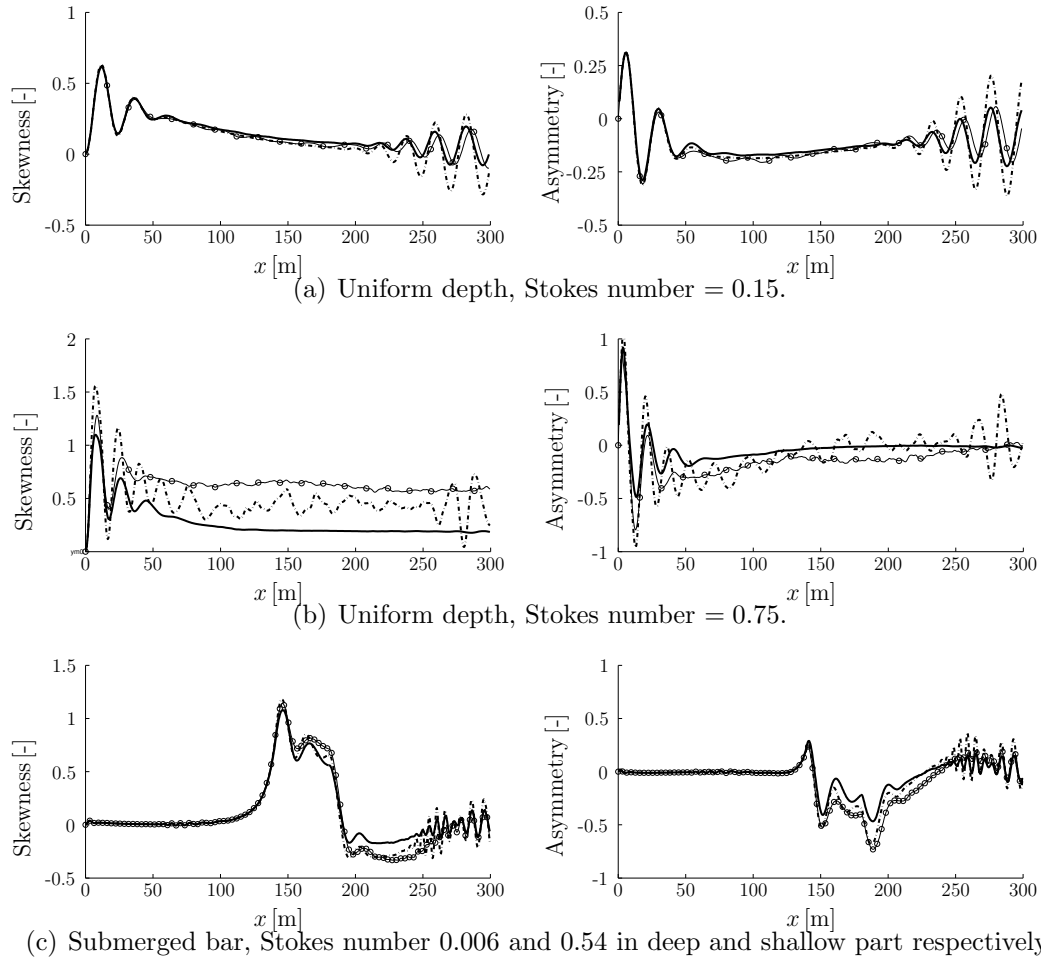 1
0.5
0
-0.5
Skewness [-]
0 50 100 150 200 250 300
x [m]
0.5
0.25
0
-0.25
-0.5
Asymmetry [-]
0 50 100 150 200 250 300
x [m]
(a) Uniform depth, Stokes number = 0.15.
2
1.5
1
0.5
Skewness [-]
0 50 100 150 200 250 300
x [m]
1
0.5
0
-0.5
-1
Asymmetry [-]
0 50 100 150 200 250 300
x [m]
(b) Uniform depth, Stokes number = 0.75.
1.5
1
0.5
0
-0.5
Skewness [-]
0 50 100 150 200 250 300
x [m]
1
0.5
0
-0.5
-1
Asymmetry [-]
0 50 100 150 200 250 300
x [m]
(c) Submerged bar, Stokes number 0.006 and 0.54 in deep and shallow part respectively